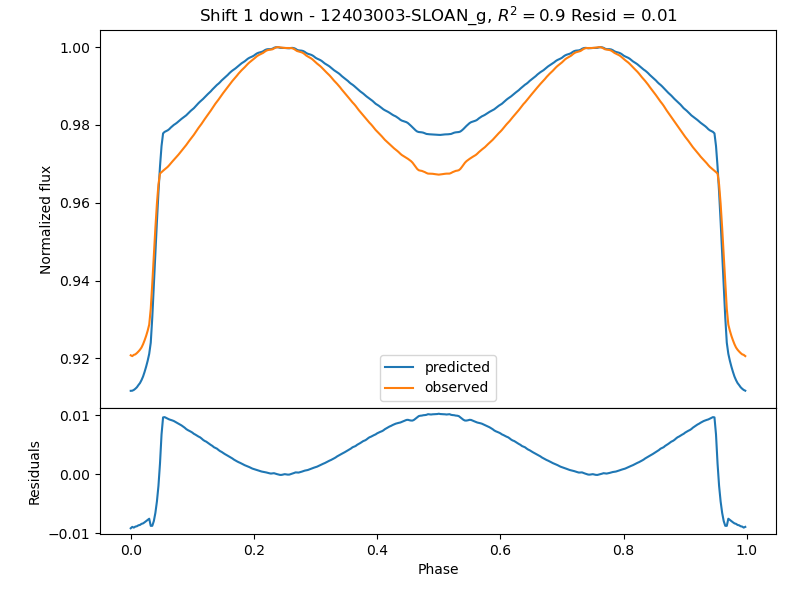 Shift 1 down - 12403003-SLOAN_g, R² = 0.9 Resid = 0.01
Normalized flux
1.00
0.98
0.96
0.94
0.92
predicted
observed
Residuals
0.01
0.00
−0.01
0.0 0.2 0.4 0.6 0.8 1.0
Phase